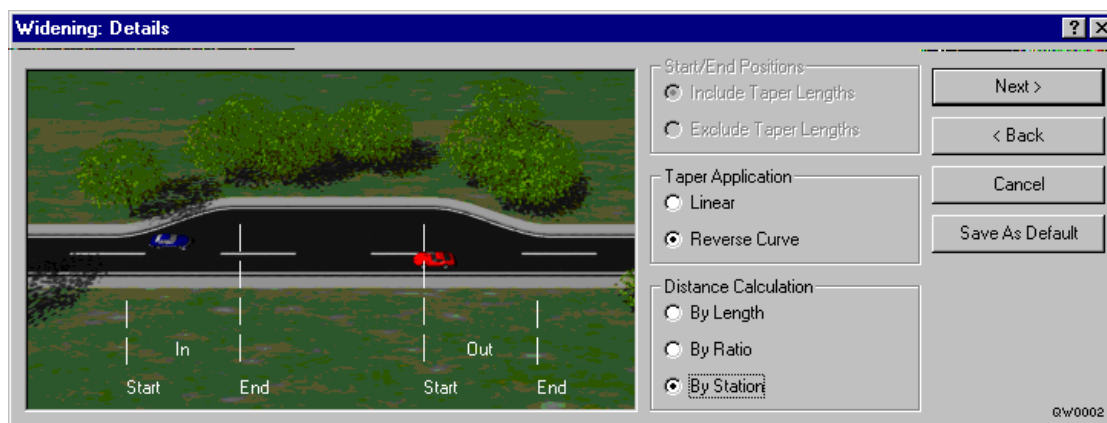 Widening: Details
Start/End Positions
Include Taper Lengths
Exclude Taper Lengths
Taper Application
Linear
Reverse Curve
Distance Calculation
By Length
By Ratio
By Station
Next >
< Back
Cancel
Save As Default
In
Out
Start
End
Start
End
QW0002